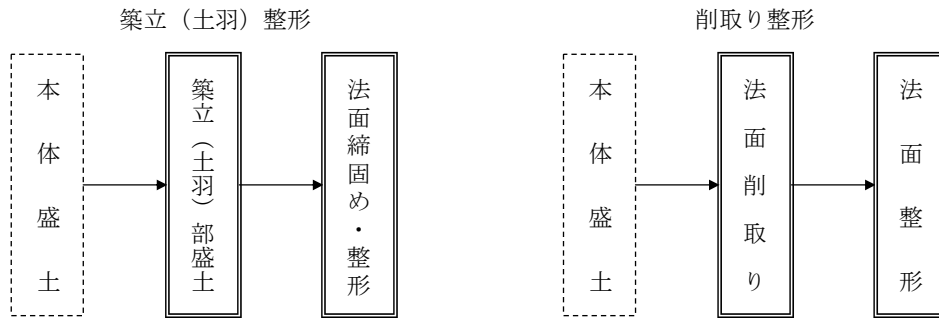 築立（土羽）整形
本体盛土
築立（土羽）部盛土
法面締固め・整形
削取り整形
本体盛土
法面削取り
法面整形